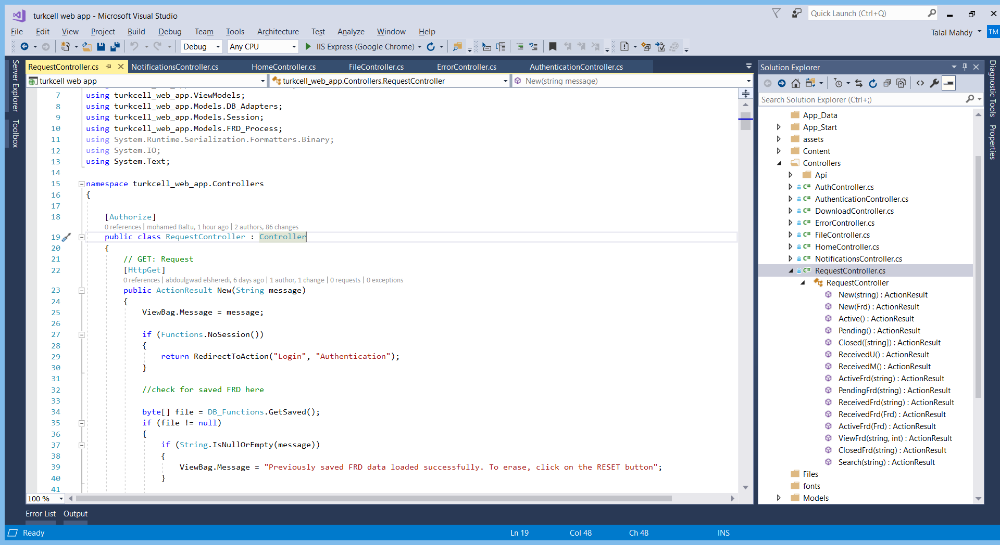 turkcell web app - Microsoft Visual Studio
Quick Launch (Ctrl+Q)
File Edit View Project Build Debug Team Tools Architecture Test Analyze Window Help
Talal Mahdy TM
Debug Any CPU IIS Express (Google Chrome)
Server Explorer
Toolbox
RequestController.cs NotificationsController.cs HomeController.cs FileController.cs ErrorController.cs AuthenticationController.cs
turkcell web app turkcell_web_app.Controllers.RequestController New(string message)
7 using turkcell_web_app.ViewModels;
8 using turkcell_web_app.Models.DB_Adapters;
9 using turkcell_web_app.Models.Session;
10 using turkcell_web_app.Models.FRD_Process;
11 using System.Runtime.Serialization.Formatters.Binary;
12 using System.IO;
13 using System.Text;
14
15 namespace turkcell_web_app.Controllers
16 {
17
18 [Authorize]
0 references | mohamed Baltu, 1 hour ago | 2 authors, 86 changes
19 public class RequestController : Controller
20 {
21 // GET: Request
22 [HttpGet]
0 references | abdoulgwad elsheredi, 6 days ago | 1 author, 1 change | 0 requests | 0 exceptions
23 public ActionResult New(String message)
24 {
25 ViewBag.Message = message;
26
27 if (Functions.NoSession())
28 {
29 return RedirectToAction("Login", "Authentication");
30 }
31
32 //check for saved FRD here
33
34 byte[] file = DB_Functions.GetSaved();
35 if (file != null)
36 {
37 if (String.IsNullOrEmpty(message))
38 {
39 ViewBag.Message = "Previously saved FRD data loaded successfully. To erase, click on the RESET button";
40 }
41
100 %
Solution Explorer
Search Solution Explorer (Ctrl+;)
App_Data
App_Start
assets
Content
Controllers
Api
C# AuthController.cs
C# AuthenticationController.cs
C# DownloadController.cs
C# ErrorController.cs
C# FileController.cs
C# HomeController.cs
C# NotificationsController.cs
C# RequestController.cs
RequestController
New(string) : ActionResult
New(Frd) : ActionResult
Active() : ActionResult
Pending() : ActionResult
Closed([string]) : ActionResult
ReceivedU() : ActionResult
ReceivedM() : ActionResult
ActiveFrd(string) : ActionResult
PendingFrd(string) : ActionResult
ReceivedFrd(string) : ActionResult
ReceivedFrd(Frd) : ActionResult
ActiveFrd(Frd) : ActionResult
ViewFrd(string, int) : ActionResult
ClosedFrd(string) : ActionResult
Search(string) : ActionResult
Files
fonts
Models
Diagnostic Tools
Properties
Error List Output
Ready Ln 19 Col 48 Ch 48 INS